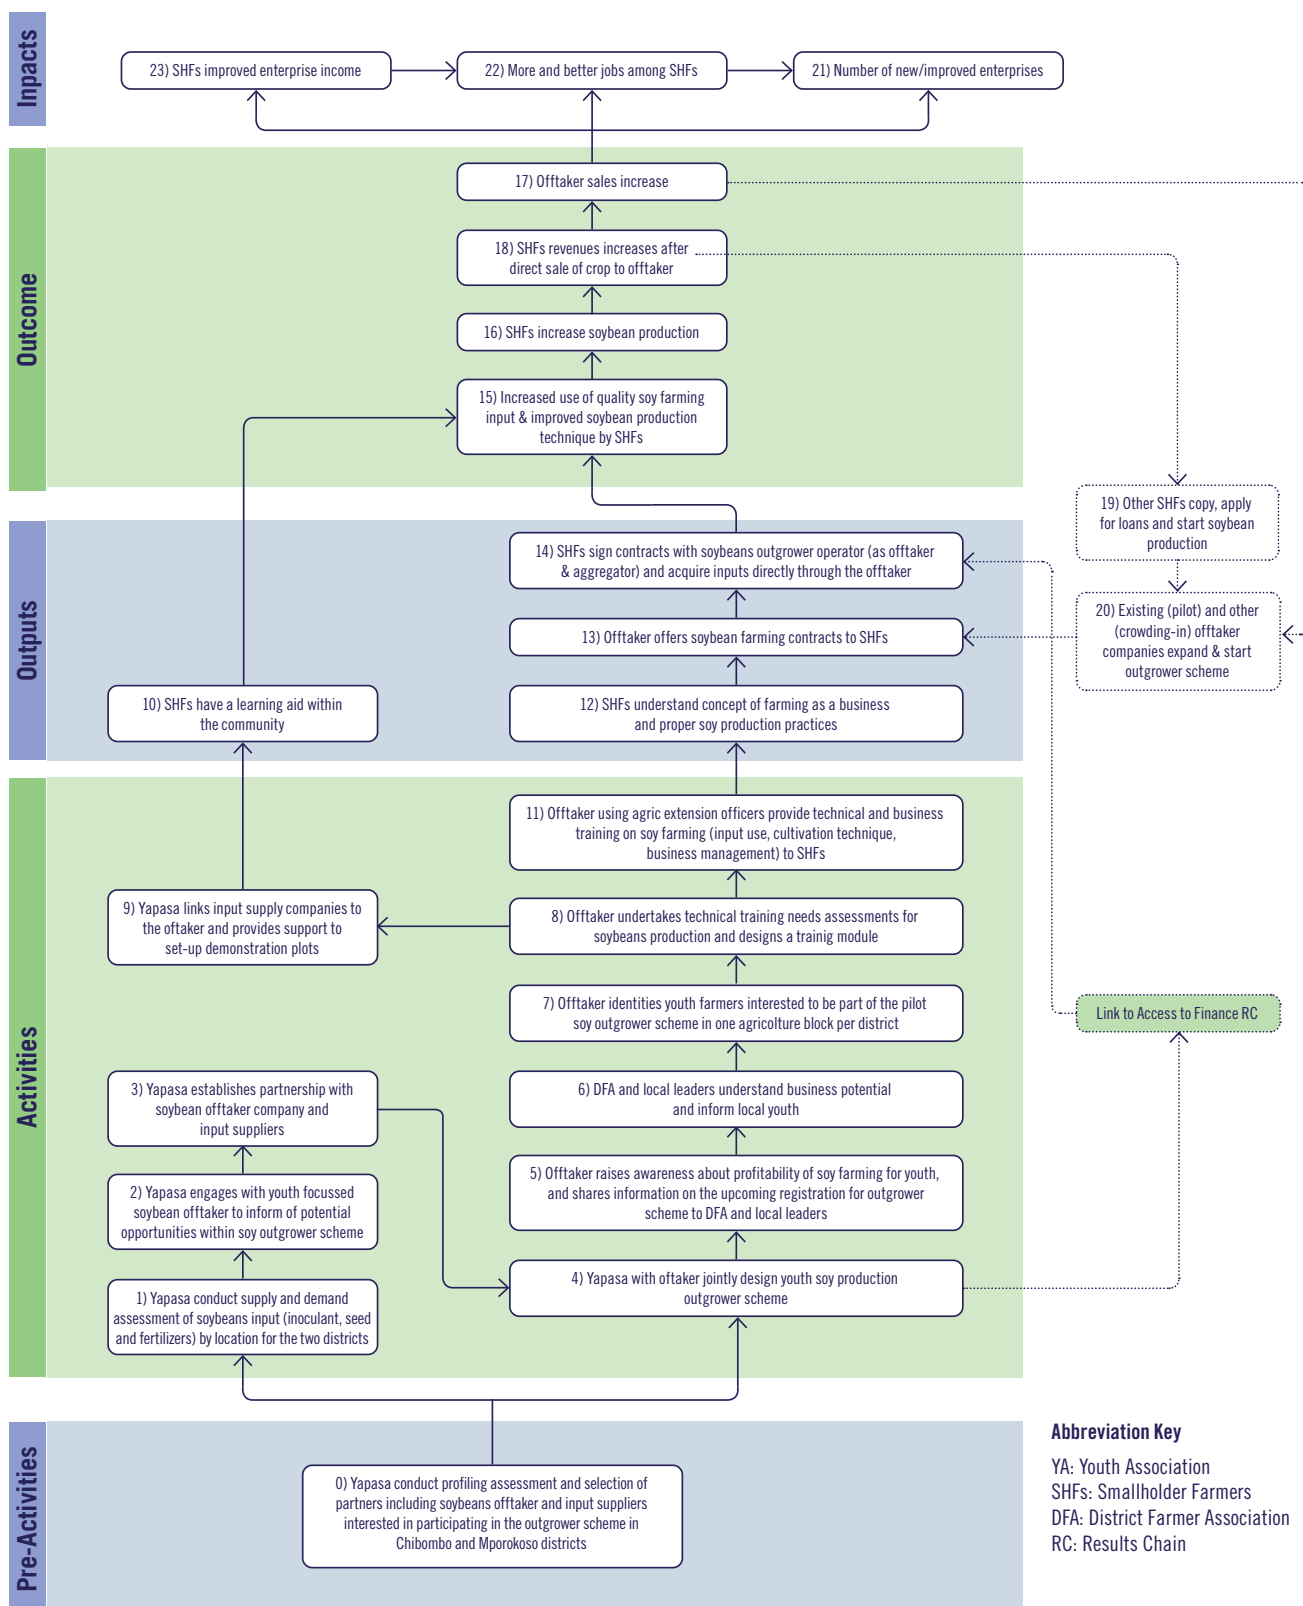 Inpacts
23) SHFs improved enterprise income
22) More and better jobs among SHFs
21) Number of new/improved enterprises
Outcome
17) Offtaker sales increase
18) SHFs revenues increases after
direct sale of crop to offtaker
16) SHFs increase soybean production
15) Increased use of quality soy farming
input & improved soybean production
technique by SHFs
19) Other SHFs copy, apply
for loans and start soybean
production
20) Existing (pilot) and other
(crowding-in) offtaker
companies expand & start
outgrower scheme
Outputs
14) SHFs sign contracts with soybeans outgrower operator (as offtaker
& aggregator) and acquire inputs directly through the offtaker
13) Offtaker offers soybean farming contracts to SHFs
10) SHFs have a learning aid within
the community
12) SHFs understand concept of farming as a business
and proper soy production practices
Activities
11) Offtaker using agric extension officers provide technical and business
training on soy farming (input use, cultivation technique,
business management) to SHFs
9) Yapasa links input supply companies to
the oftaker and provides support to
set-up demonstration plots
8) Offtaker undertakes technical training needs assessments for
soybeans production and designs a trainig module
7) Offtaker identities youth farmers interested to be part of the pilot
soy outgrower scheme in one agriculture block per district
Link to Access to Finance RC
3) Yapasa establishes partnership with
soybean offtaker company and
input suppliers
6) DFA and local leaders understand business potential
and inform local youth
2) Yapasa engages with youth focussed
soybean offtaker to inform of potential
opportunities within soy outgrower scheme
5) Offtaker raises awareness about profitability of soy farming for youth,
and shares information on the upcoming registration for outgrower
scheme to DFA and local leaders
1) Yapasa conduct supply and demand
assessment of soybeans input (inoculant, seed
and fertilizers) by location for the two districts
4) Yapasa with oftaker jointly design youth soy production
outgrower scheme
Pre-Activities
0) Yapasa conduct profiling assessment and selection of
partners including soybeans offtaker and input suppliers
interested in participating in the outgrower scheme in
Chibombo and Mporokoso districts
Abbreviation Key
YA: Youth Association
SHFs: Smallholder Farmers
DFA: District Farmer Association
RC: Results Chain